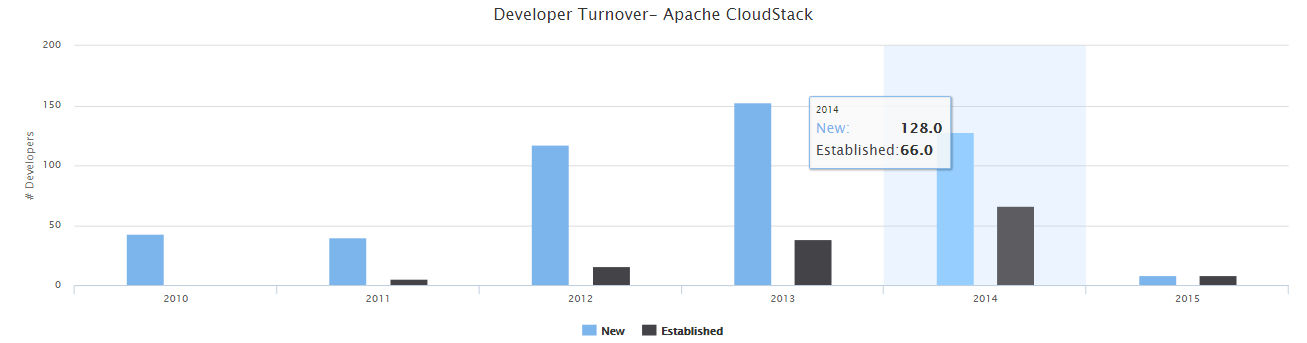 Developer Turnover- Apache CloudStack
200
150
100
50
0
# Developers
2014
New: 128.0
Established: 66.0
2010 2011 2012 2013 2014 2015
New Established